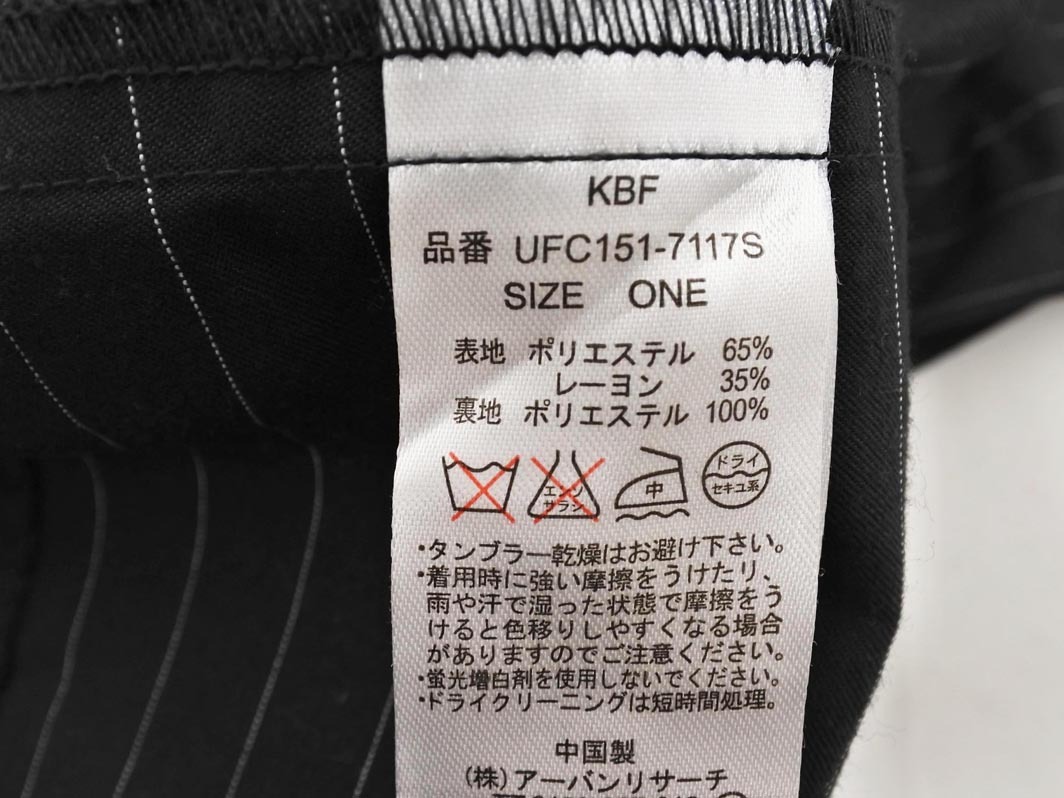 KBF
品番 UFC151-7117S
SIZE ONE
表地 ポリエステル 65%
レーヨン 35%
裏地 ポリエステル 100%
エンソ
サラシ
中
ドライ
セキユ系
・タンブラー乾燥はお避け下さい。
・着用時に強い摩擦をうけたリ、
雨や汗で湿った状態で摩擦をう
けると色移りしやすくなる場合
がありますのでご注意ください。
・蛍光増白剤を使用しないでください。
・ドライクリーニングは短時間処理。
中国製
(株)アーバンリサーチ